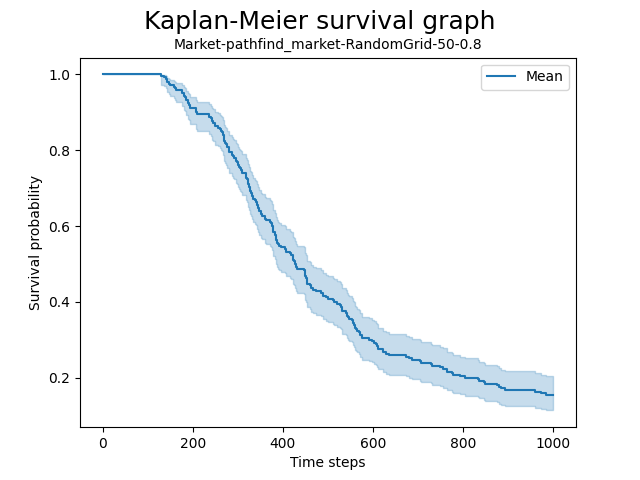 Kaplan-Meier survival graph
Market-pathfind_market-RandomGrid-50-0.8
Mean
1.0
0.8
0.6
0.4
0.2
Survival probability
0
200
400
600
800
1000
Time steps